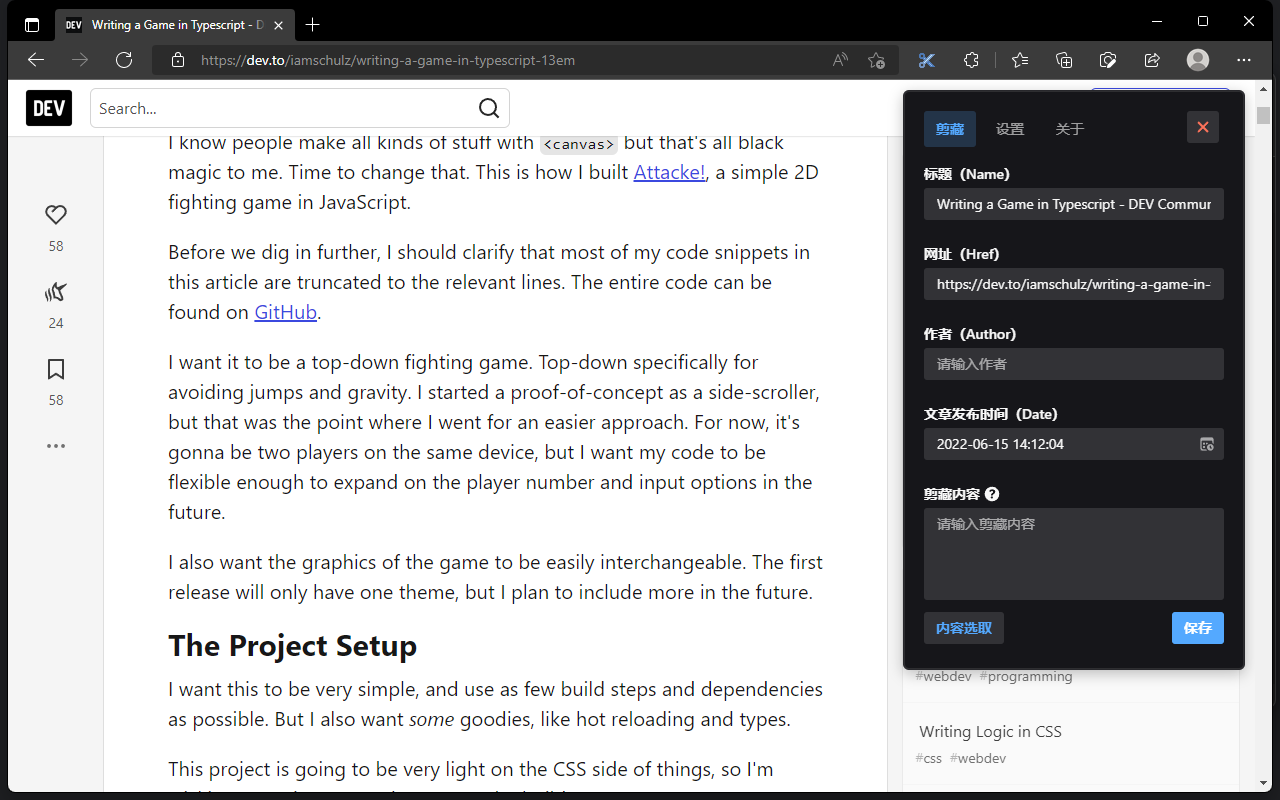 DEV Writing a Game in Typescript - D
https://dev.to/iamschulz/writing-a-game-in-typescript-13em
DEV
Search...
58
24
58
I know people make all kinds of stuff with <canvas> but that's all black
magic to me. Time to change that. This is how I built Attacke!, a simple 2D
fighting game in JavaScript.
Before we dig in further, I should clarify that most of my code snippets in
this article are truncated to the relevant lines. The entire code can be
found on GitHub.
I want it to be a top-down fighting game. Top-down specifically for
avoiding jumps and gravity. I started a proof-of-concept as a side-scroller,
but that was the point where I went for an easier approach. For now, it's
gonna be two players on the same device, but I want my code to be
flexible enough to expand on the player number and input options in the
future.
I also want the graphics of the game to be easily interchangeable. The first
release will only have one theme, but I plan to include more in the future.
The Project Setup
I want this to be very simple, and use as few build steps and dependencies
as possible. But I also want some goodies, like hot reloading and types.
This project is going to be very light on the CSS side of things, so I'm
剪藏 设置 关于
标题（Name)
Writing a Game in Typescript - DEV Commur
网址（Href)
https://dev.to/iamschulz/writing-a-game-in-
作者（Author)
请输入作者
文章发布时间（Date)
2022-06-15 14:12:04
剪藏内容 ?
请输入剪藏内容
内容选取 保存
#webdev #programming
Writing Logic in CSS
#css #webdev